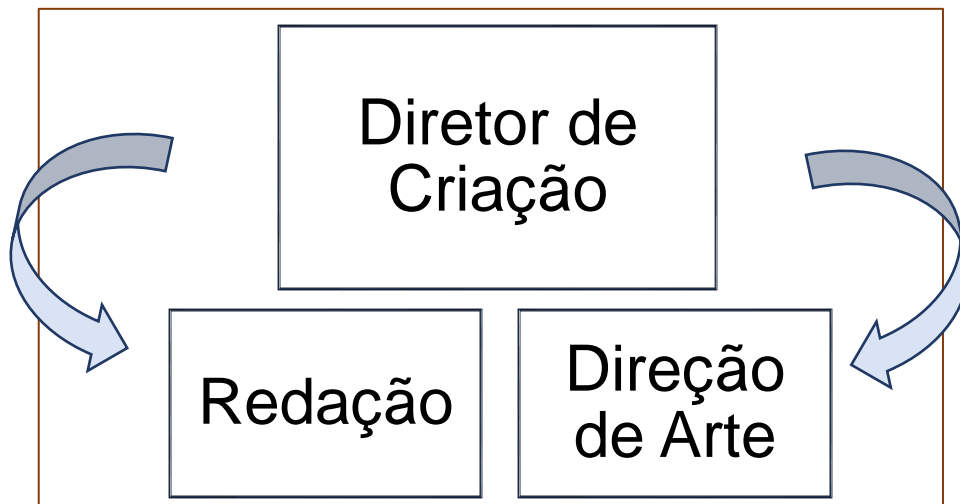 Diretor de
Criação
Redação
Direção
de Arte